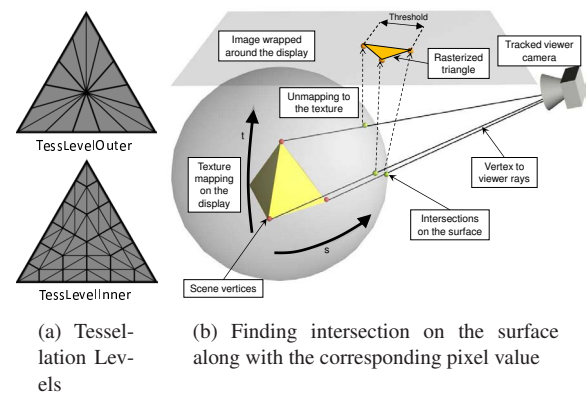 TessLevelOuter
TessLevelInner
(a) Tessel-
lation Lev-
els
Image wrapped
around the display
Threshold
Tracked viewer
camera
Rasterized
triangle
Unmapping to
the texture
t
Texture
mapping
on the
display
Vertex to
viewer rays
Intersections
on the surface
s
Scene vertices
(b) Finding intersection on the surface
along with the corresponding pixel value